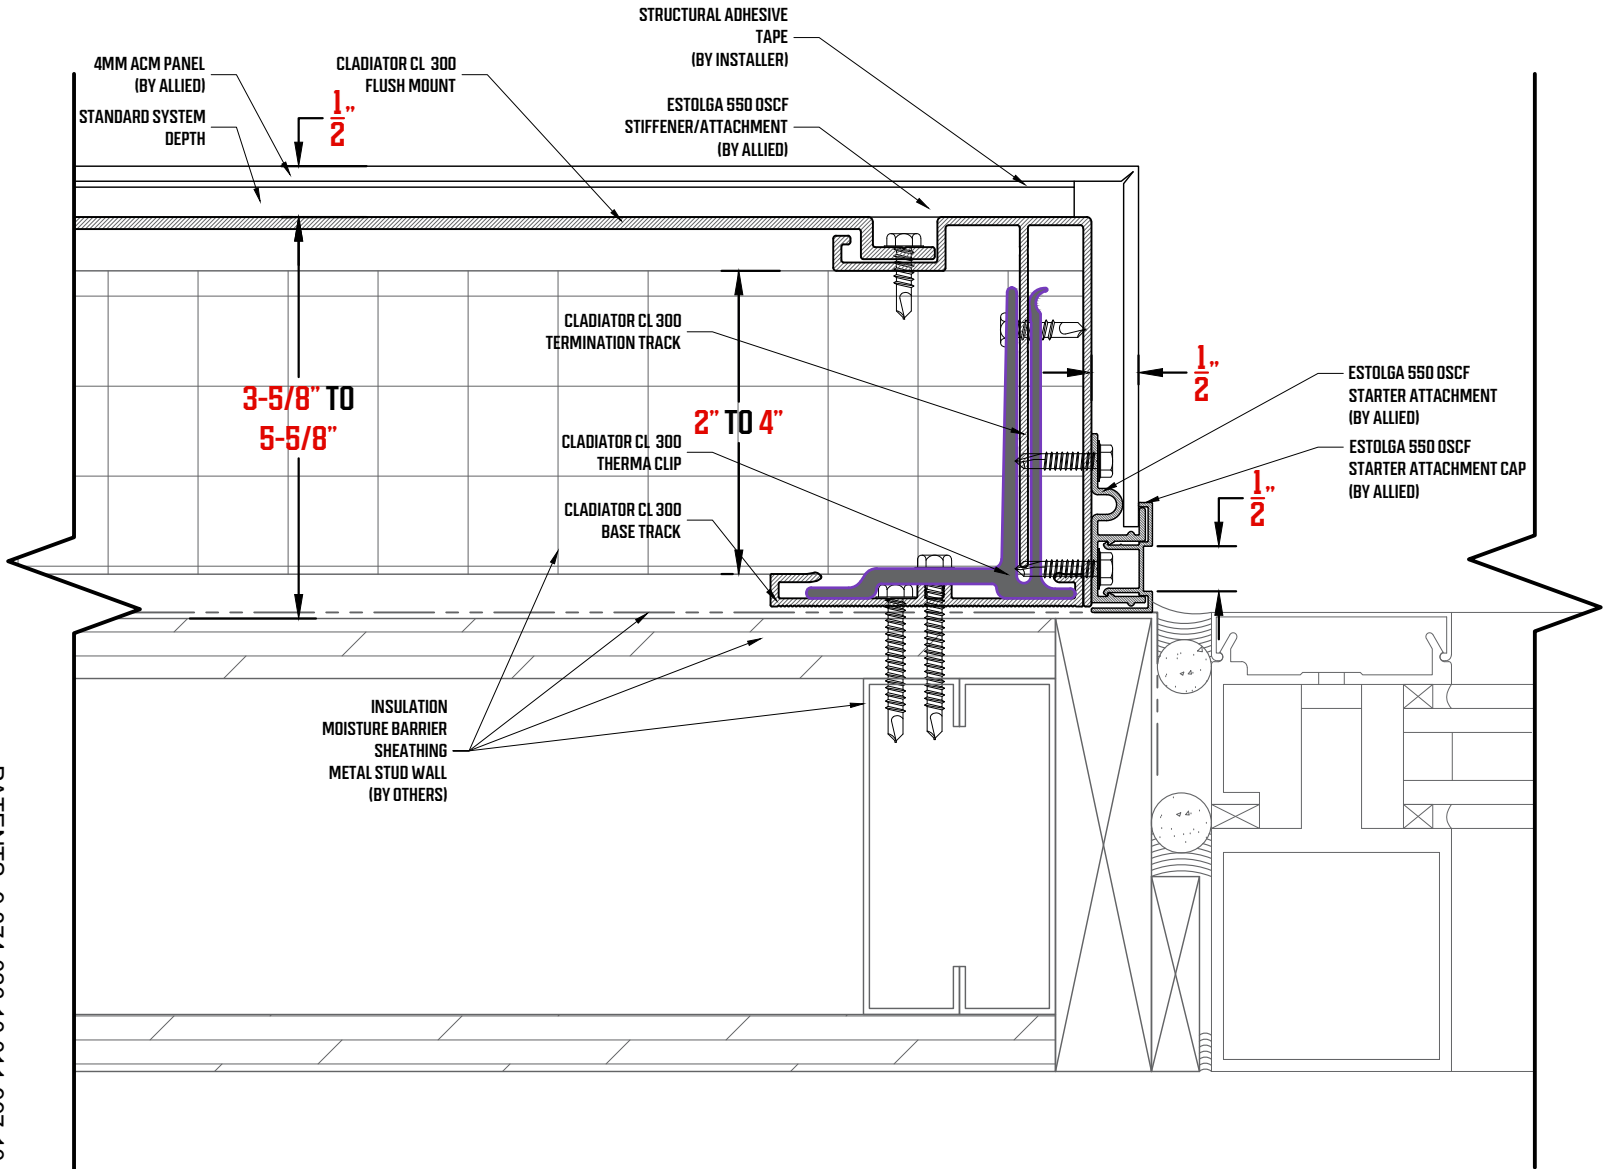 STRUCTURAL ADHESIVE
TAPE
(BY INSTALLER)
4MM ACM PANEL
(BY ALLIED)
CLADIATOR CL 300
FLUSH MOUNT
STANDARD SYSTEM
DEPTH
1/2"
ESTOLGA 550 OSCF
STIFFENER/ATTACHMENT
(BY ALLIED)
CLADIATOR CL 300
TERMINATION TRACK
3-5/8" TO
5-5/8"
2" TO 4"
1/2"
ESTOLGA 550 OSCF
STARTER ATTACHMENT
(BY ALLIED)
CLADIATOR CL 300
THERMA CLIP
ESTOLGA 550 OSCF
STARTER ATTACHMENT CAP
(BY ALLIED)
1/2"
CLADIATOR CL 300
BASE TRACK
INSULATION
MOISTURE BARRIER
SHEATHING
METAL STUD WALL
(BY OTHERS)